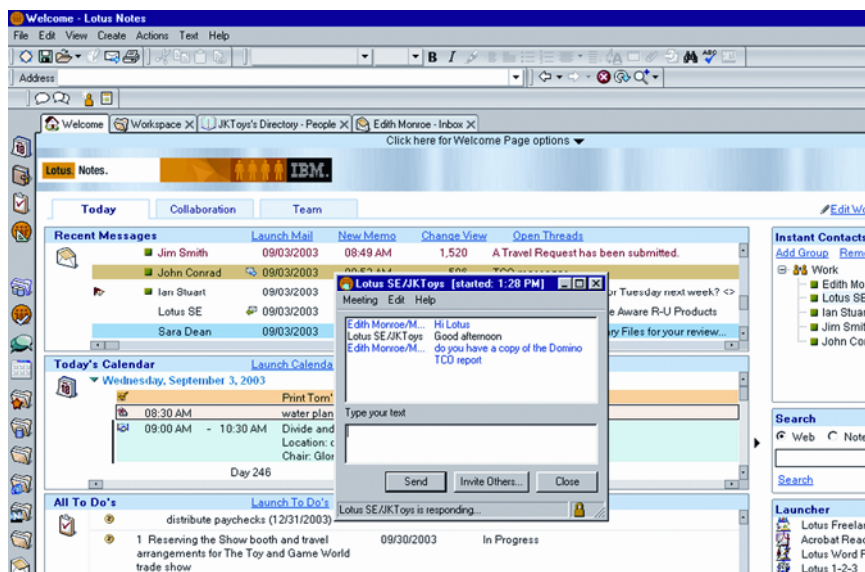 Welcome - Lotus Notes
File Edit View Create Actions Text Help
B I
Address
Welcome Workspace JKToys's Directory - People Edith Monroe - Inbox
Click here for Welcome Page options
Lotus. Notes. IBM.
Today Collaboration Team
Edit
Recent Messages Launch Mail New Memo Change View Open Threads
Jim Smith 09/03/2003 08:49 AM 1,520 A Travel Request has been submitted.
John Conrad 09/03/2003
Ian Stuart 09/03/2003 or Tuesday next week? <>
Lotus SE 09/03/2003 e Aware R-U Products
Sara Dean 09/03/2003 ry Files for your review...
Instant Contacts
Add Group Rem
Work
Edith Mo
Lotus SE
Ian Stuar
Jim Smit
John Cor
Lotus SE/JKToys [started: 1:28 PM]
Meeting Edit Help
Edith Monroe/M... Hi Lotus
Lotus SE/JKToys Good afternoon
Edith Monroe/M... do you have a copy of the Domino
TCO report
Type your text
Send Invite Others... Close
Lotus SE/JKToys is responding...
Today's Calendar Launch Calenda
Wednesday, September 3, 2003
Print Tom'
08:30 AM water plan
09:00 AM - 10:30 AM Divide and
Location: c
Chair: Glor
Day 246
Search
Web Note
Search
All To Do's Launch To Do's
distribute paychecks (12/31/2003)
1 Reserving the Show booth and travel 09/30/2003 In Progress
arrangements for The Toy and Game World
trade show
Launcher
Lotus Freelar
Acrobat Read
Lotus Word P
Lotus 1-2-3